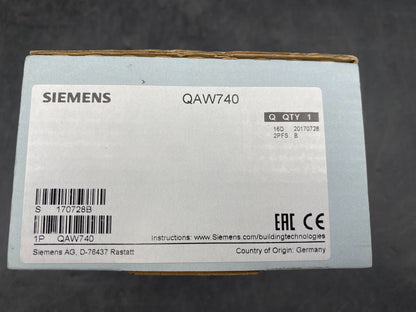 SIEMENS
QAW740
Q QTY 1
16D 20170728
2PFS B
S 170728B
1P QAW740
Instructions: www.Siemens.com/buildingtechnologies
EAC CE
Siemens AG, D-76437 Rastatt
Country of Origin: Germany